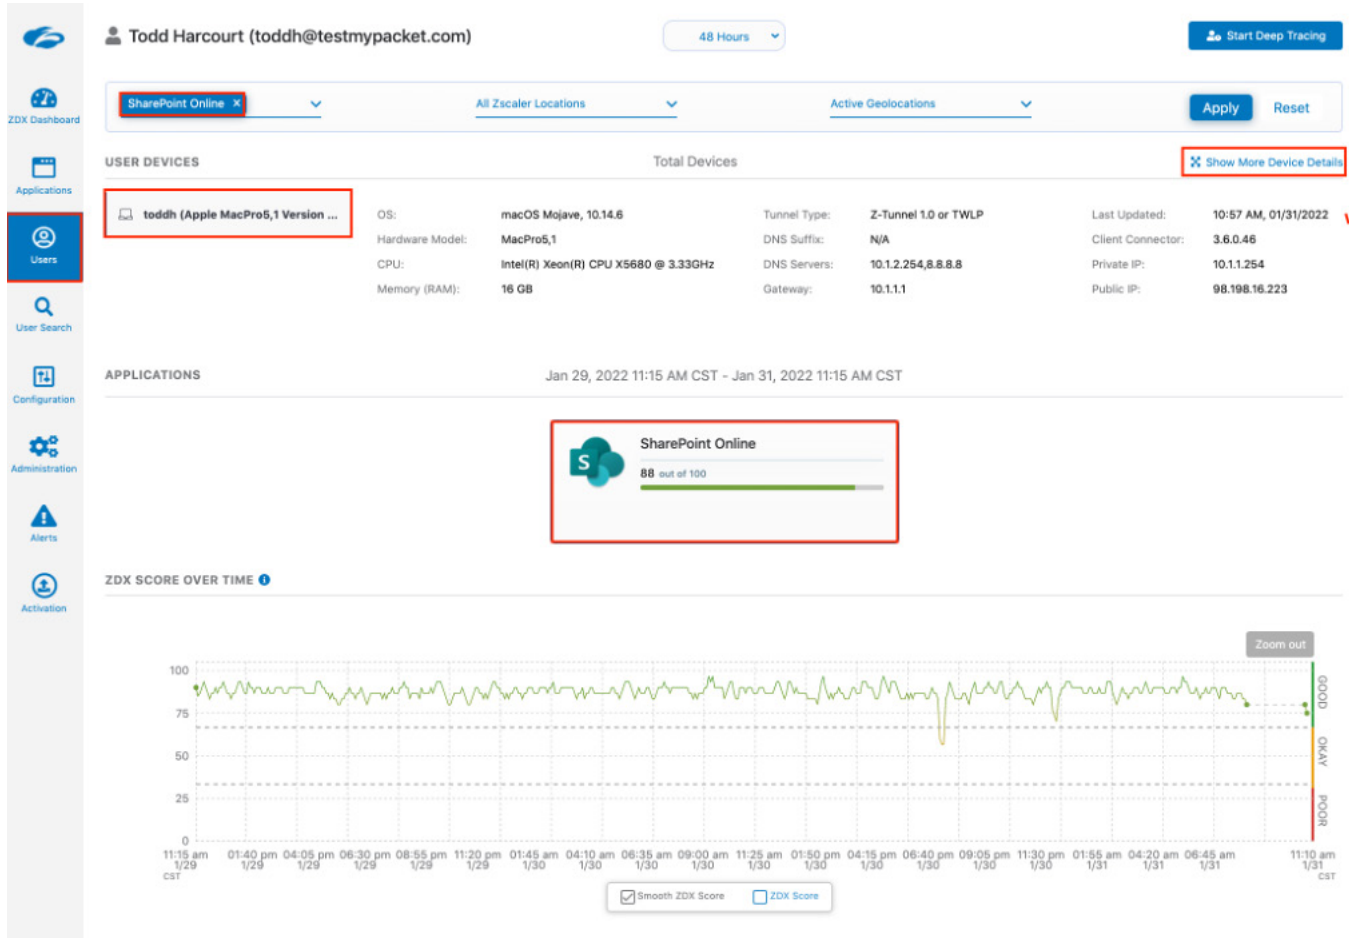 Todd Harcourt (toddh@testmypacket.com)
48 Hours
Start Deep Tracing
ZDX Dashboard
Applications
Users
User Search
Configuration
Administration
Alerts
Activation
SharePoint Online ×
All Zscaler Locations
Active Geolocations
Apply
Reset
USER DEVICES
Total Devices
Show More Device Details
toddh (Apple MacPro5,1 Version ...
OS: macOS Mojave, 10.14.6
Tunnel Type: Z-Tunnel 1.0 or TWLP
Last Updated: 10:57 AM, 01/31/2022
Hardware Model: MacPro5,1
DNS Suffix: N/A
Client Connector: 3.6.0.46
CPU: Intel(R) Xeon(R) CPU X5680 @ 3.33GHz
DNS Servers: 10.1.2.254,8.8.8.8
Private IP: 10.1.1.254
Memory (RAM): 16 GB
Gateway: 10.1.1.1
Public IP: 98.198.16.223
APPLICATIONS
Jan 29, 2022 11:15 AM CST - Jan 31, 2022 11:15 AM CST
S
SharePoint Online
88 out of 100
ZDX SCORE OVER TIME
Zoom out
100
75
50
25
0
GOOD
OKAY
POOR
11:15 am 1/29 CST
01:40 pm 1/29
04:05 pm 1/29
06:30 pm 1/29
08:55 pm 1/29
11:20 pm 1/29
01:45 am 1/30
04:10 am 1/30
06:35 am 1/30
09:00 am 1/30
11:25 am 1/30
01:50 pm 1/30
04:15 pm 1/30
06:40 pm 1/30
09:05 pm 1/30
11:30 pm 1/30
01:55 am 1/31
04:20 am 1/31
06:45 am 1/31
11:10 am 1/31 CST
Smooth ZDX Score
ZDX Score